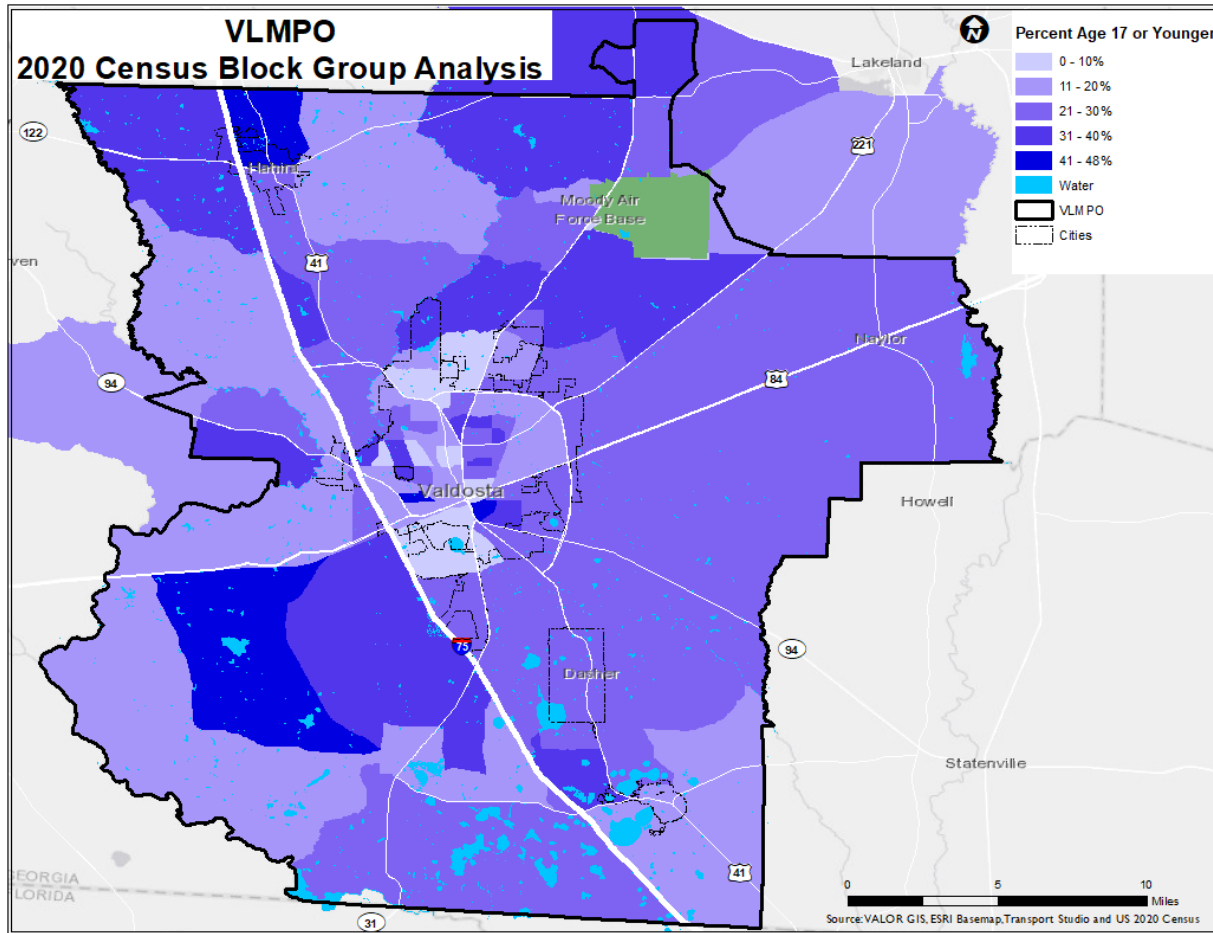 VLMPO
2020 Census Block Group Analysis
N
Percent Age 17 or Younger
0 - 10%
11 - 20%
21 - 30%
31 - 40%
41 - 48%
Water
VLMPO
Cities
Lakeland
122
Hahira
221
Moody Air
Force Base
ven
41
Naylor
94
84
Valdosta
Howell
75
94
Dasher
Statenville
41
GEORGIA
FLORIDA
31
0 5 10
Miles
Source: VALOR GIS, ESRI Basemap, Transport Studio and US 2020 Census